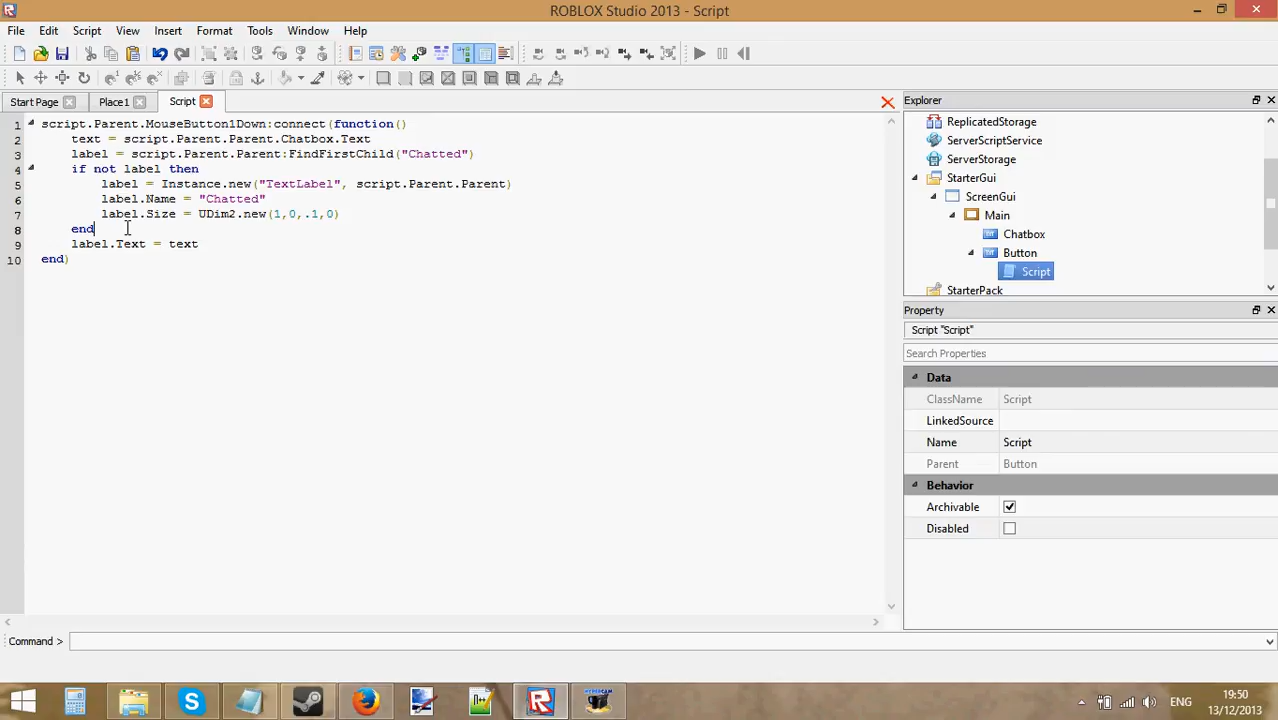 ROBLOX Studio 2013 - Script
File Edit Script View Insert Format Tools Window Help
Start Page Place1 Script
1 script.Parent.MouseButton1Down:connect(function()
2 text = script.Parent.Parent.Chatbox.Text
3 label = script.Parent.Parent:FindFirstChild("Chatted")
4 if not label then
5 label = Instance.new("TextLabel", script.Parent.Parent)
6 label.Name = "Chatted"
7 label.Size = UDim2.new(1,0,.1,0)
8 end
9 label.Text = text
10 end)
Explorer
ReplicatedStorage
ServerScriptService
ServerStorage
StarterGui
ScreenGui
Main
Chatbox
Button
Script
StarterPack
Property
Script "Script"
Search Properties
Data
ClassName Script
LinkedSource
Name Script
Parent Button
Behavior
Archivable
Disabled
Command >
ENG
19:50
13/12/2013